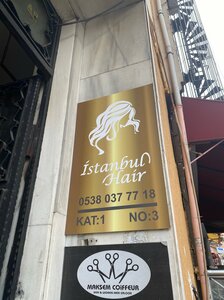 İstanbul
Hair
0538 037 77 18
KAT:1 NO:3
MAKSEM COIFFEUR